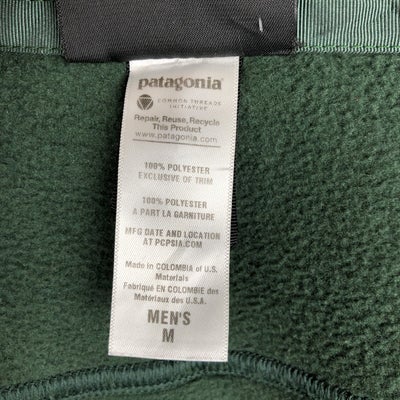 patagonia
COMMON THREADS
INITIATIVE
Repair, Reuse, Recycle
This Product
www.patagonia.com
100% POLYESTER
EXCLUSIVE OF TRIM
100% POLYESTER
A PART LA GARNITURE
MFG DATE AND LOCATION
AT PCPSIA.COM
Made in COLOMBIA of U.S.
Materials
Fabriqué EN COLOMBIE des
Matériaux des U.S.A.
MEN'S
M